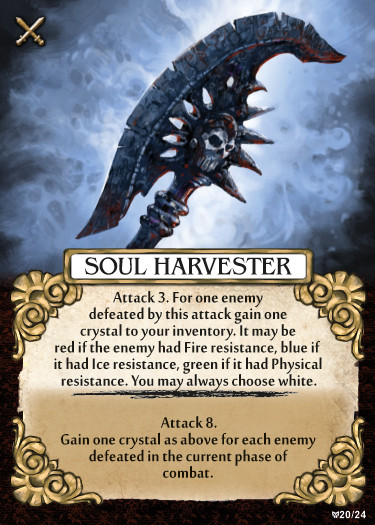 SOUL HARVESTER
Attack 3. For one enemy
defeated by this attack gain one
crystal to your inventory. It may be
red if the enemy had Fire resistance, blue if
it had Ice resistance, green if it had Physical
resistance. You may always choose white.
Attack 8.
Gain one crystal as above for each enemy
defeated in the current phase of
combat.
20/24